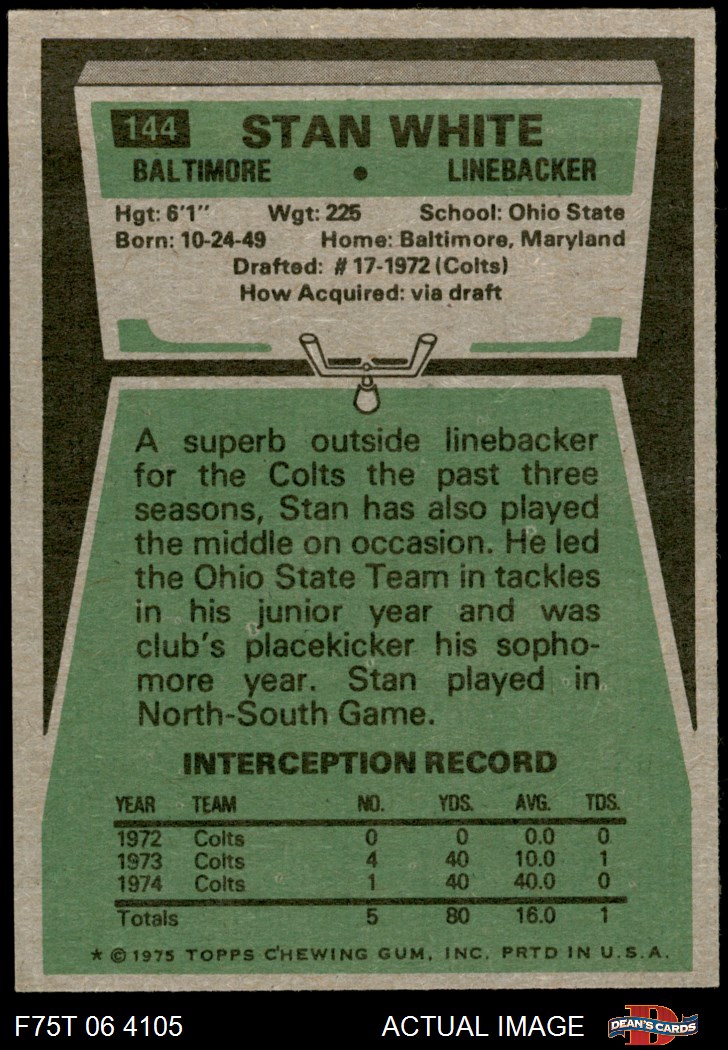 144 STAN WHITE
BALTIMORE • LINEBACKER
Hgt: 6'1" Wgt: 225 School: Ohio State
Born: 10-24-49 Home: Baltimore, Maryland
Drafted: #17-1972 (Colts)
How Acquired: via draft
A superb outside linebacker
for the Colts the past three
seasons, Stan has also played
the middle on occasion. He led
the Ohio State Team in tackles
in his junior year and was
club's placekicker his sopho-
more year. Stan played in
North-South Game.
INTERCEPTION RECORD
YEAR TEAM NO. YDS. AVG. TDS.
1972 Colts 0 0 0.0 0
1973 Colts 4 40 10.0 1
1974 Colts 1 40 40.0 0
Totals 5 80 16.0 1
* © 1975 TOPPS CHEWING GUM, INC. PRTD IN U.S.A.
F75T 06 4105 ACTUAL IMAGE D DEAN'S CARDS